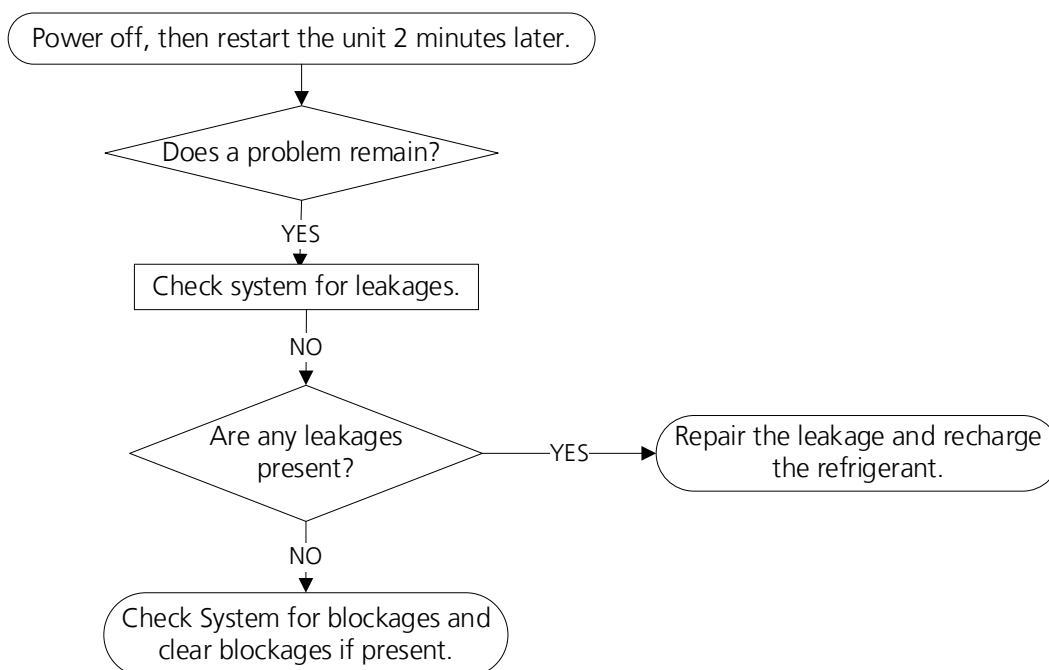 Power off, then restart the unit 2 minutes later.
Does a problem remain?
YES
Check system for leakages.
NO
Are any leakages
present?
YES
Repair the leakage and recharge
the refrigerant.
NO
Check System for blockages and
clear blockages if present.